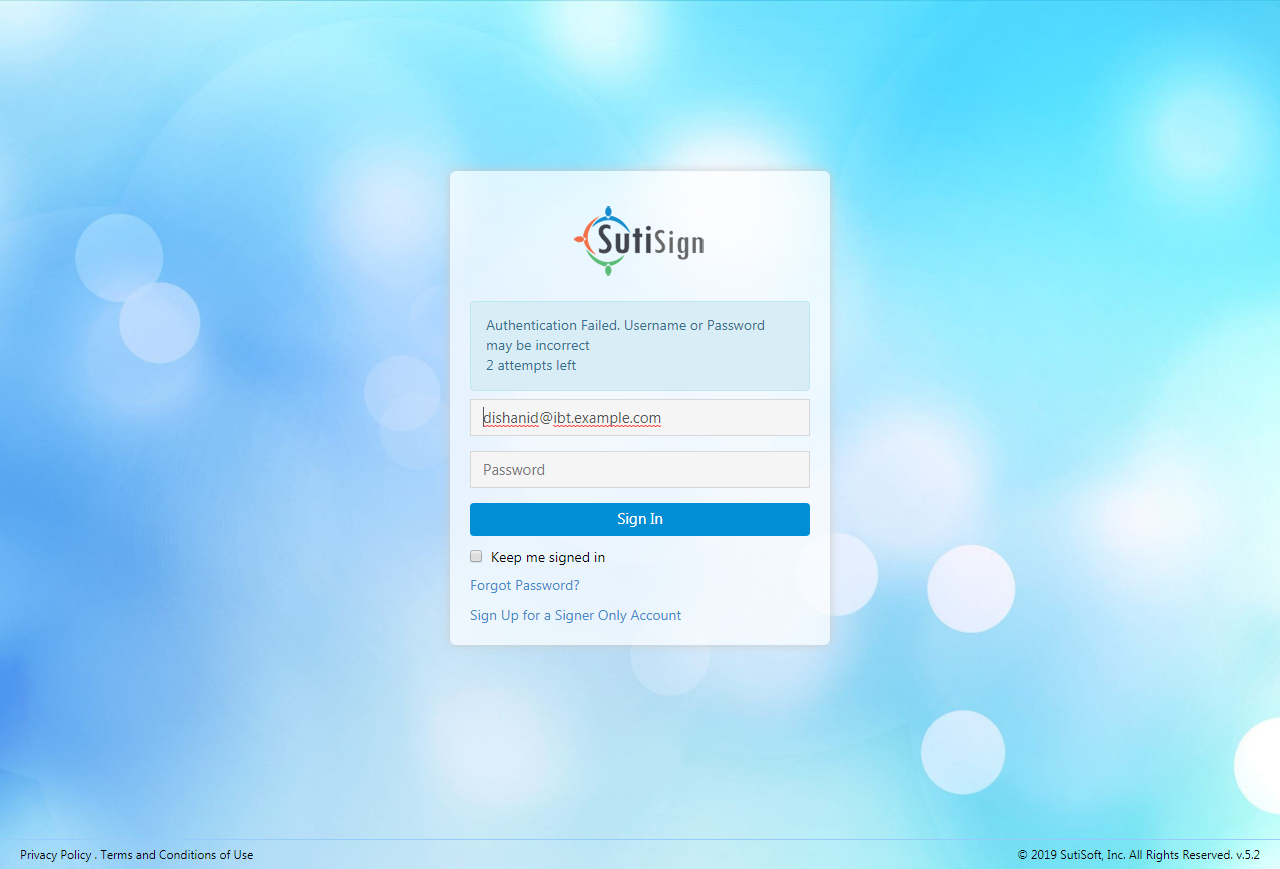 SutiSign
Authentication Failed. Username or Password
may be incorrect
2 attempts left
dishanid@ibt.example.com
Password
Sign In
Keep me signed in
Forgot Password?
Sign Up for a Signer Only Account
Privacy Policy . Terms and Conditions of Use
© 2019 SutiSoft, Inc. All Rights Reserved. v.5.2